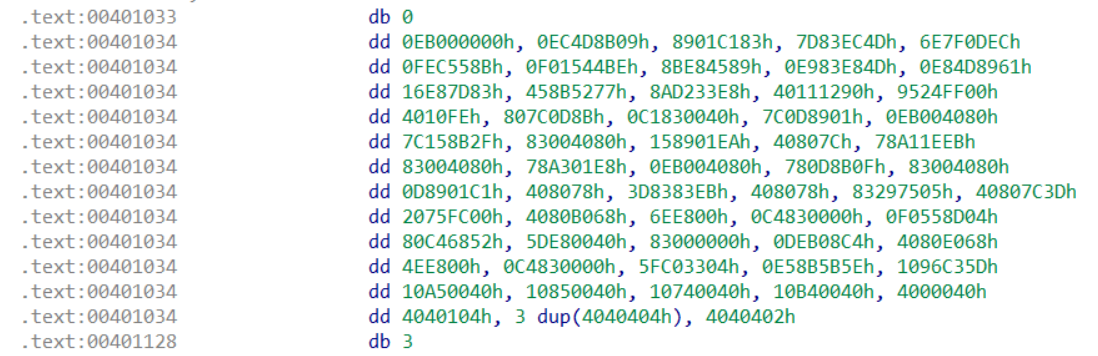 .text:00401033 db 0
.text:00401034 dd 0EB000000h, 0EC4D8B09h, 8901C183h, 7D83EC4Dh, 6E7F0DECh
.text:00401034 dd 0FEC558Bh, 0F01544BEh, 8BE84589h, 0E983E84Dh, 0E84D8961h
.text:00401034 dd 16E87D83h, 458B5277h, 8AD233E8h, 40111290h, 9524FF00h
.text:00401034 dd 4010FEh, 807C0D8Bh, 0C1830040h, 7C0D8901h, 0EB004080h
.text:00401034 dd 7C158B2Fh, 83004080h, 158901EAh, 40807Ch, 78A11EEBh
.text:00401034 dd 83004080h, 78A301E8h, 0EB004080h, 780D8B0Fh, 83004080h
.text:00401034 dd 0D8901C1h, 408078h, 3D8383EBh, 408078h, 83297505h, 40807C3Dh
.text:00401034 dd 2075FC00h, 4080B068h, 6EE800h, 0C4830000h, 0F0558D04h
.text:00401034 dd 80C46852h, 5DE80040h, 83000000h, 0DEB08C4h, 4080E068h
.text:00401034 dd 4EE800h, 0C4830000h, 5FC03304h, 0E58B5B5Eh, 1096C35Dh
.text:00401034 dd 10A50040h, 10850040h, 10740040h, 10B40040h, 4000040h
.text:00401034 dd 4040104h, 3 dup(4040404h), 4040402h
.text:00401128 db 3